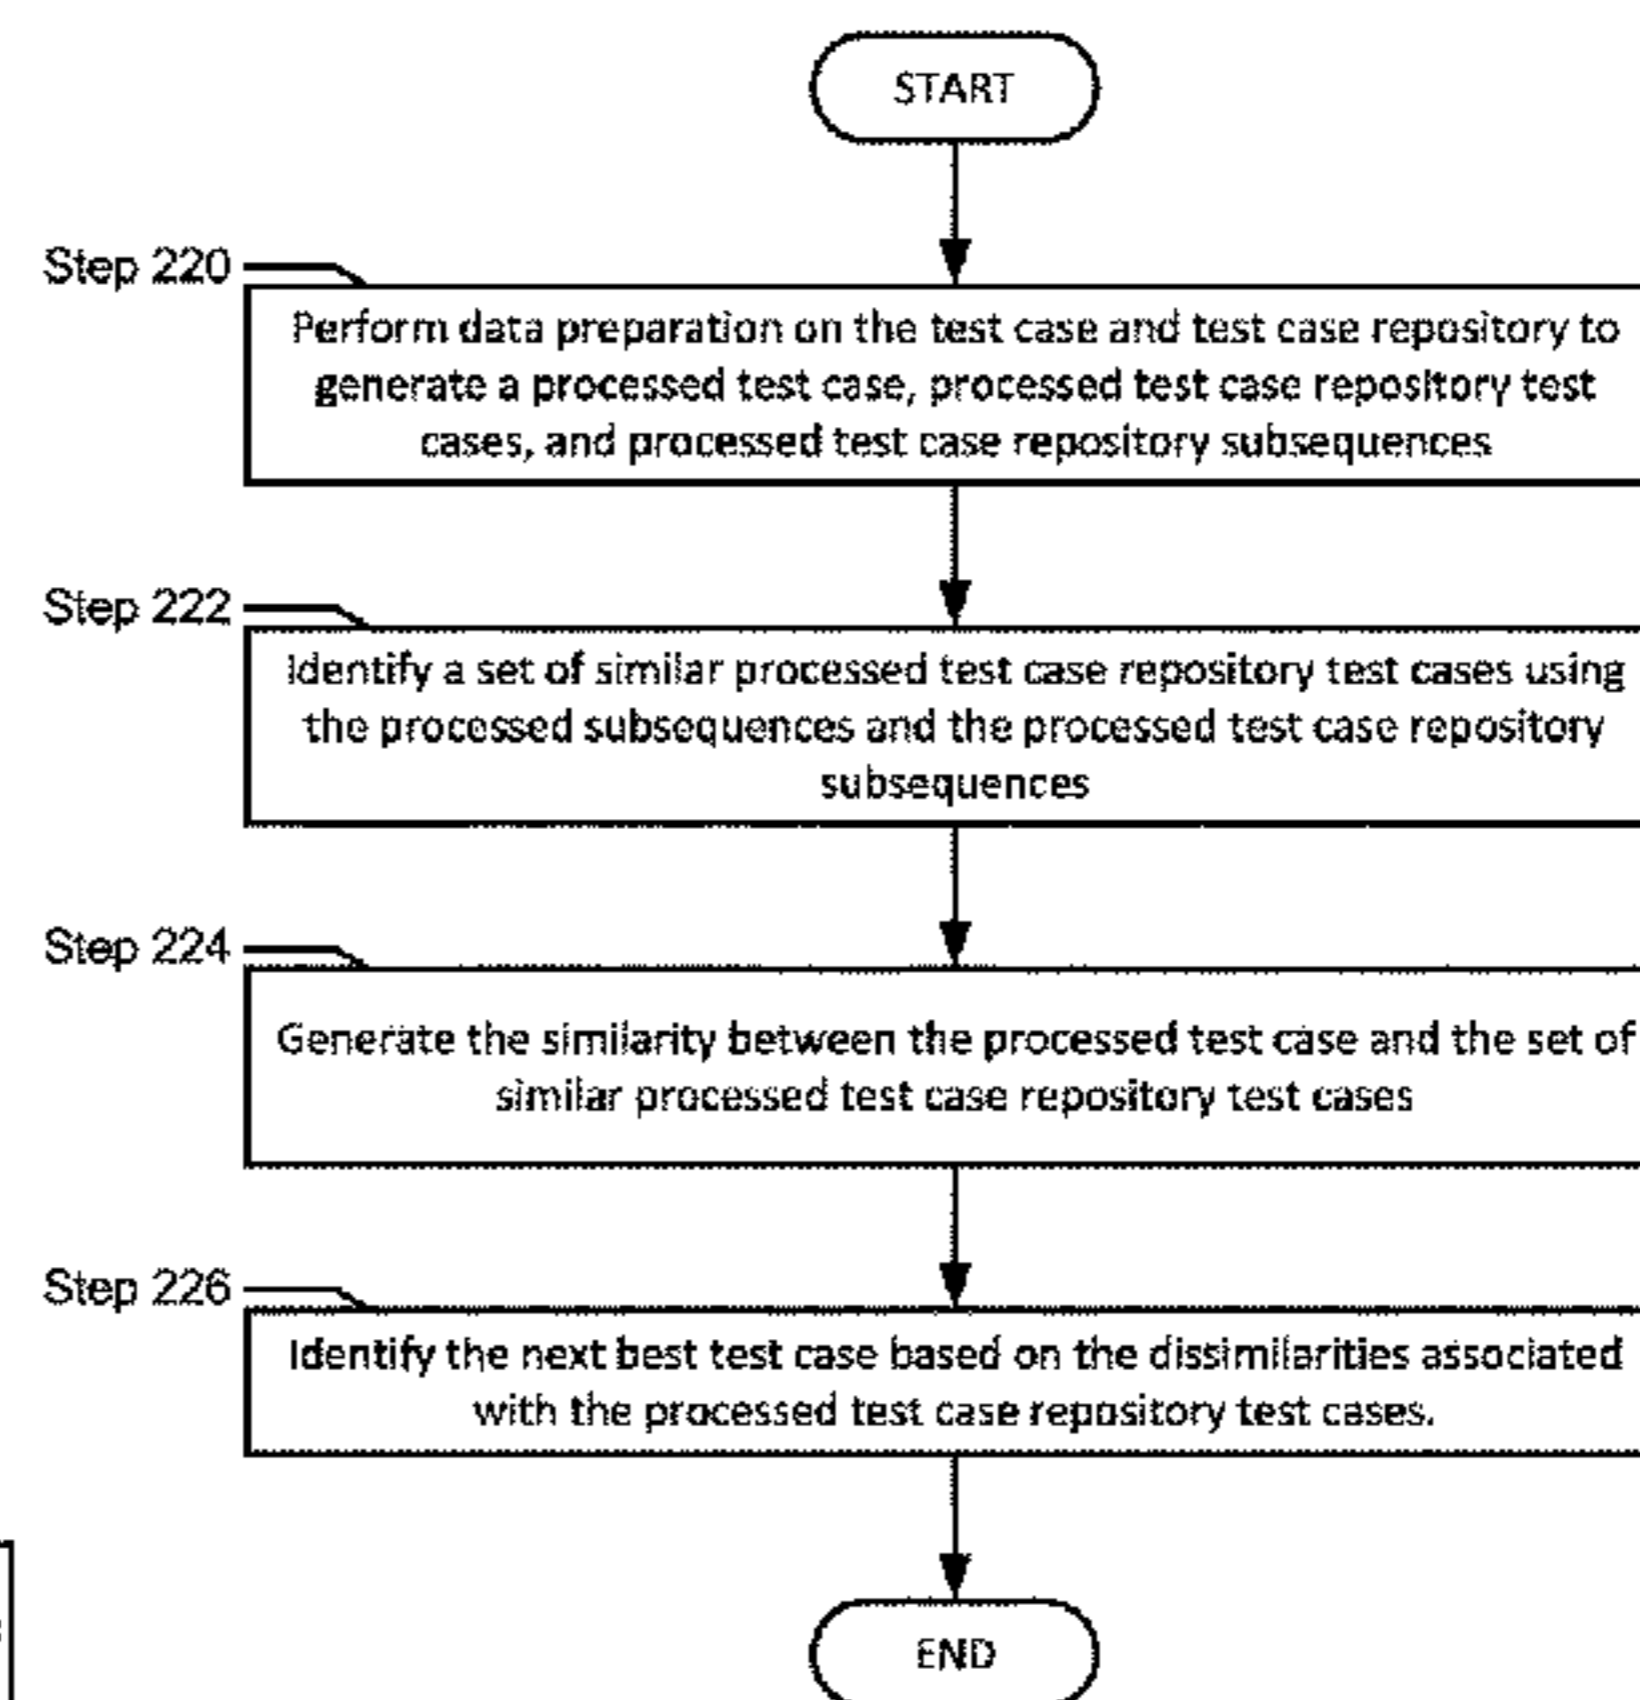 START
Step 220
Perform data preparation on the test case and test case repository to
generate a processed test case, processed test case repository test
cases, and processed test case repository subsequences
Step 222
Identify a set of similar processed test case repository test cases using
the processed subsequences and the processed test case repository
subsequences
Step 224
Generate the similarity between the processed test case and the set of
similar processed test case repository test cases
Step 226
Identify the next best test case based on the dissimilarities associated
with the processed test case repository test cases.
END